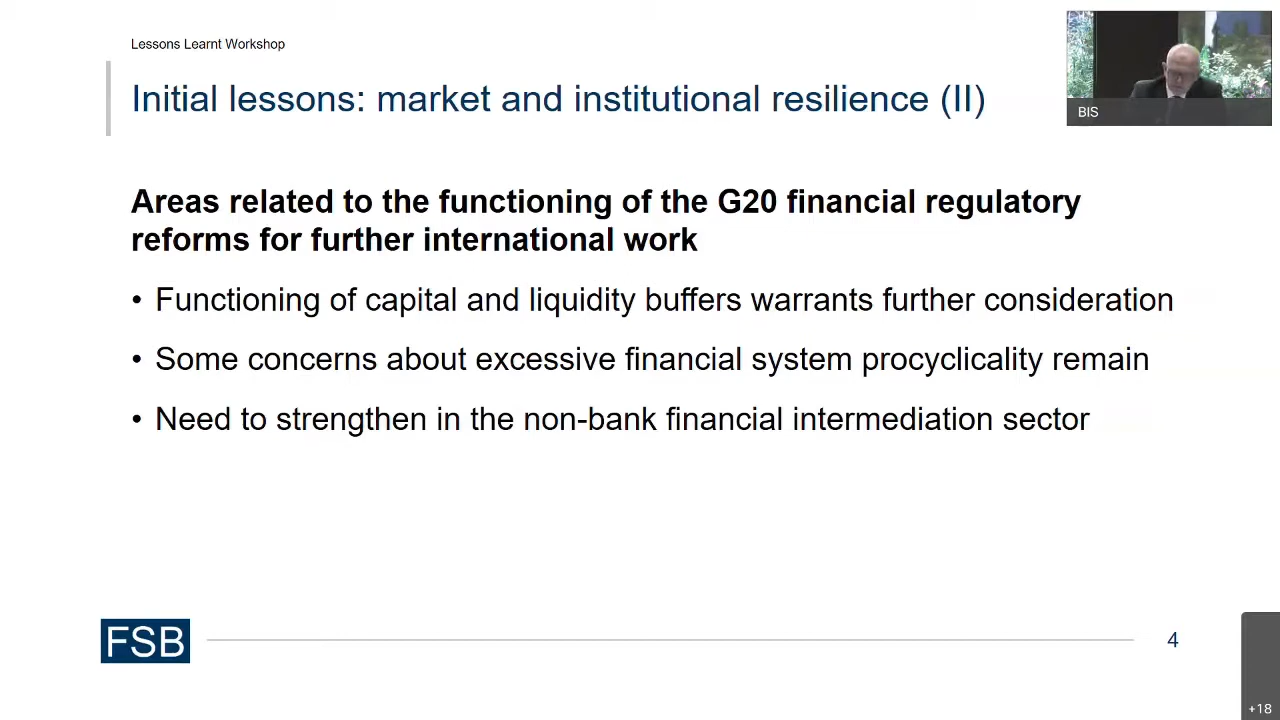 Lessons Learnt Workshop
Initial lessons: market and institutional resilience (II)
BIS
Areas related to the functioning of the G20 financial regulatory
reforms for further international work
• Functioning of capital and liquidity buffers warrants further consideration
• Some concerns about excessive financial system procyclicality remain
• Need to strengthen in the non-bank financial intermediation sector
FSB
4
+18